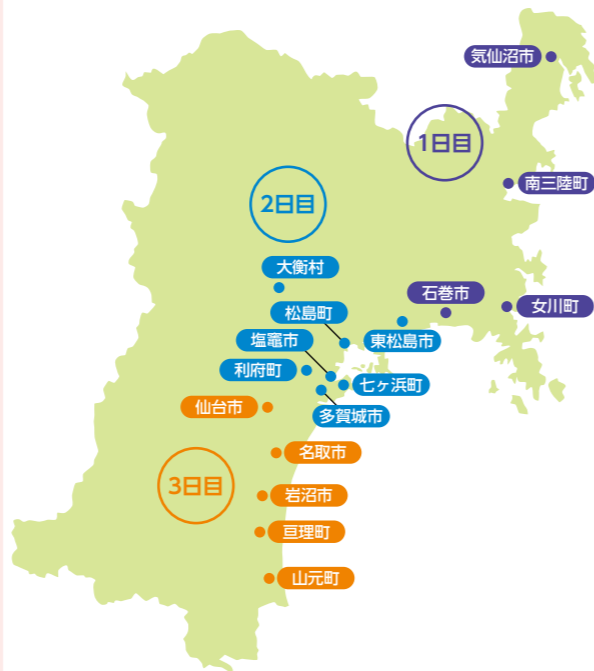 気仙沼市
1日目
南三陸町
2日目
大衡村
石巻市
女川町
松島町
東松島市
塩竈市
利府町
七ヶ浜町
多賀城市
仙台市
名取市
3日目
岩沼市
亘理町
山元町